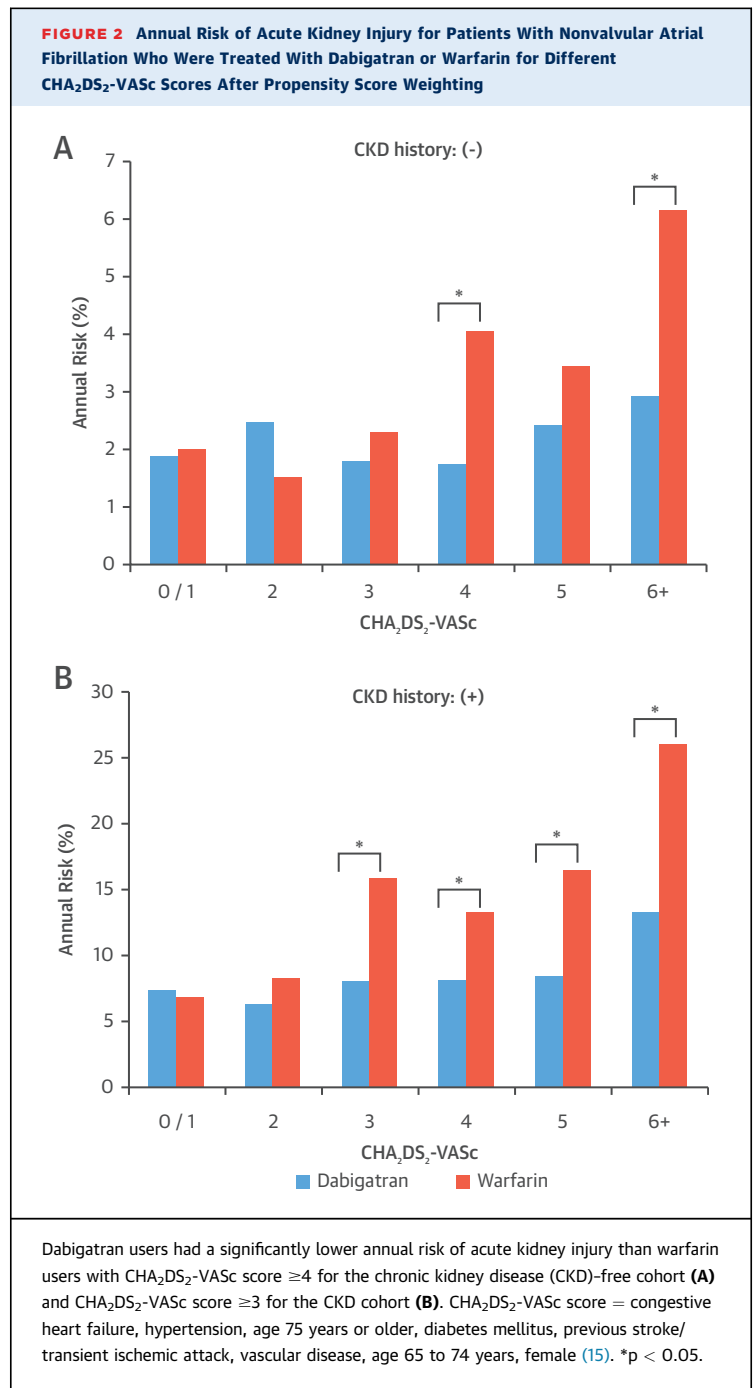 FIGURE 2 Annual Risk of Acute Kidney Injury for Patients With Nonvalvular Atrial
Fibrillation Who Were Treated With Dabigatran or Warfarin for Different
CHA₂DS₂-VASc Scores After Propensity Score Weighting
A
CKD history: (-)
Annual Risk (%)
7
6
5
4
3
2
1
0
*
*
0 / 1 2 3 4 5 6+
CHA₂DS₂-VASc
B
CKD history: (+)
Annual Risk (%)
30
25
20
15
10
5
0
*
*
*
*
0 / 1 2 3 4 5 6+
CHA₂DS₂-VASc
Dabigatran Warfarin
Dabigatran users had a significantly lower annual risk of acute kidney injury than warfarin
users with CHA₂DS₂-VASc score ≥4 for the chronic kidney disease (CKD)-free cohort (A)
and CHA₂DS₂-VASc score ≥3 for the CKD cohort (B). CHA₂DS₂-VASc score = congestive
heart failure, hypertension, age 75 years or older, diabetes mellitus, previous stroke/
transient ischemic attack, vascular disease, age 65 to 74 years, female (15). *p < 0.05.